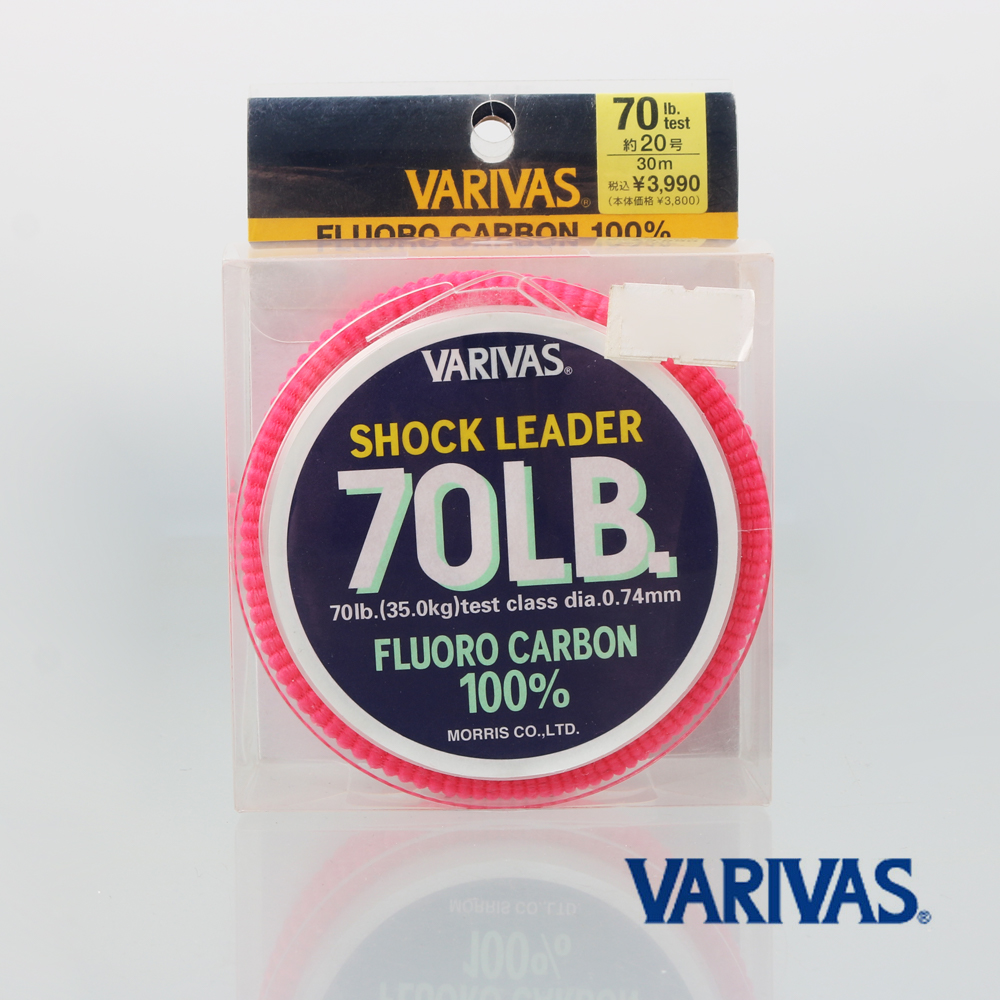 70 lb. test
約20号
30m
税込 ¥3,990
(本体価格 ¥3,800)
VARIVAS®
FLUORO CARBON 100%
VARIVAS®
SHOCK LEADER
70LB.
70lb.(35.0kg)test class dia.0.74mm
FLUORO CARBON
100%
MORRIS CO.,LTD.
VARIVAS®